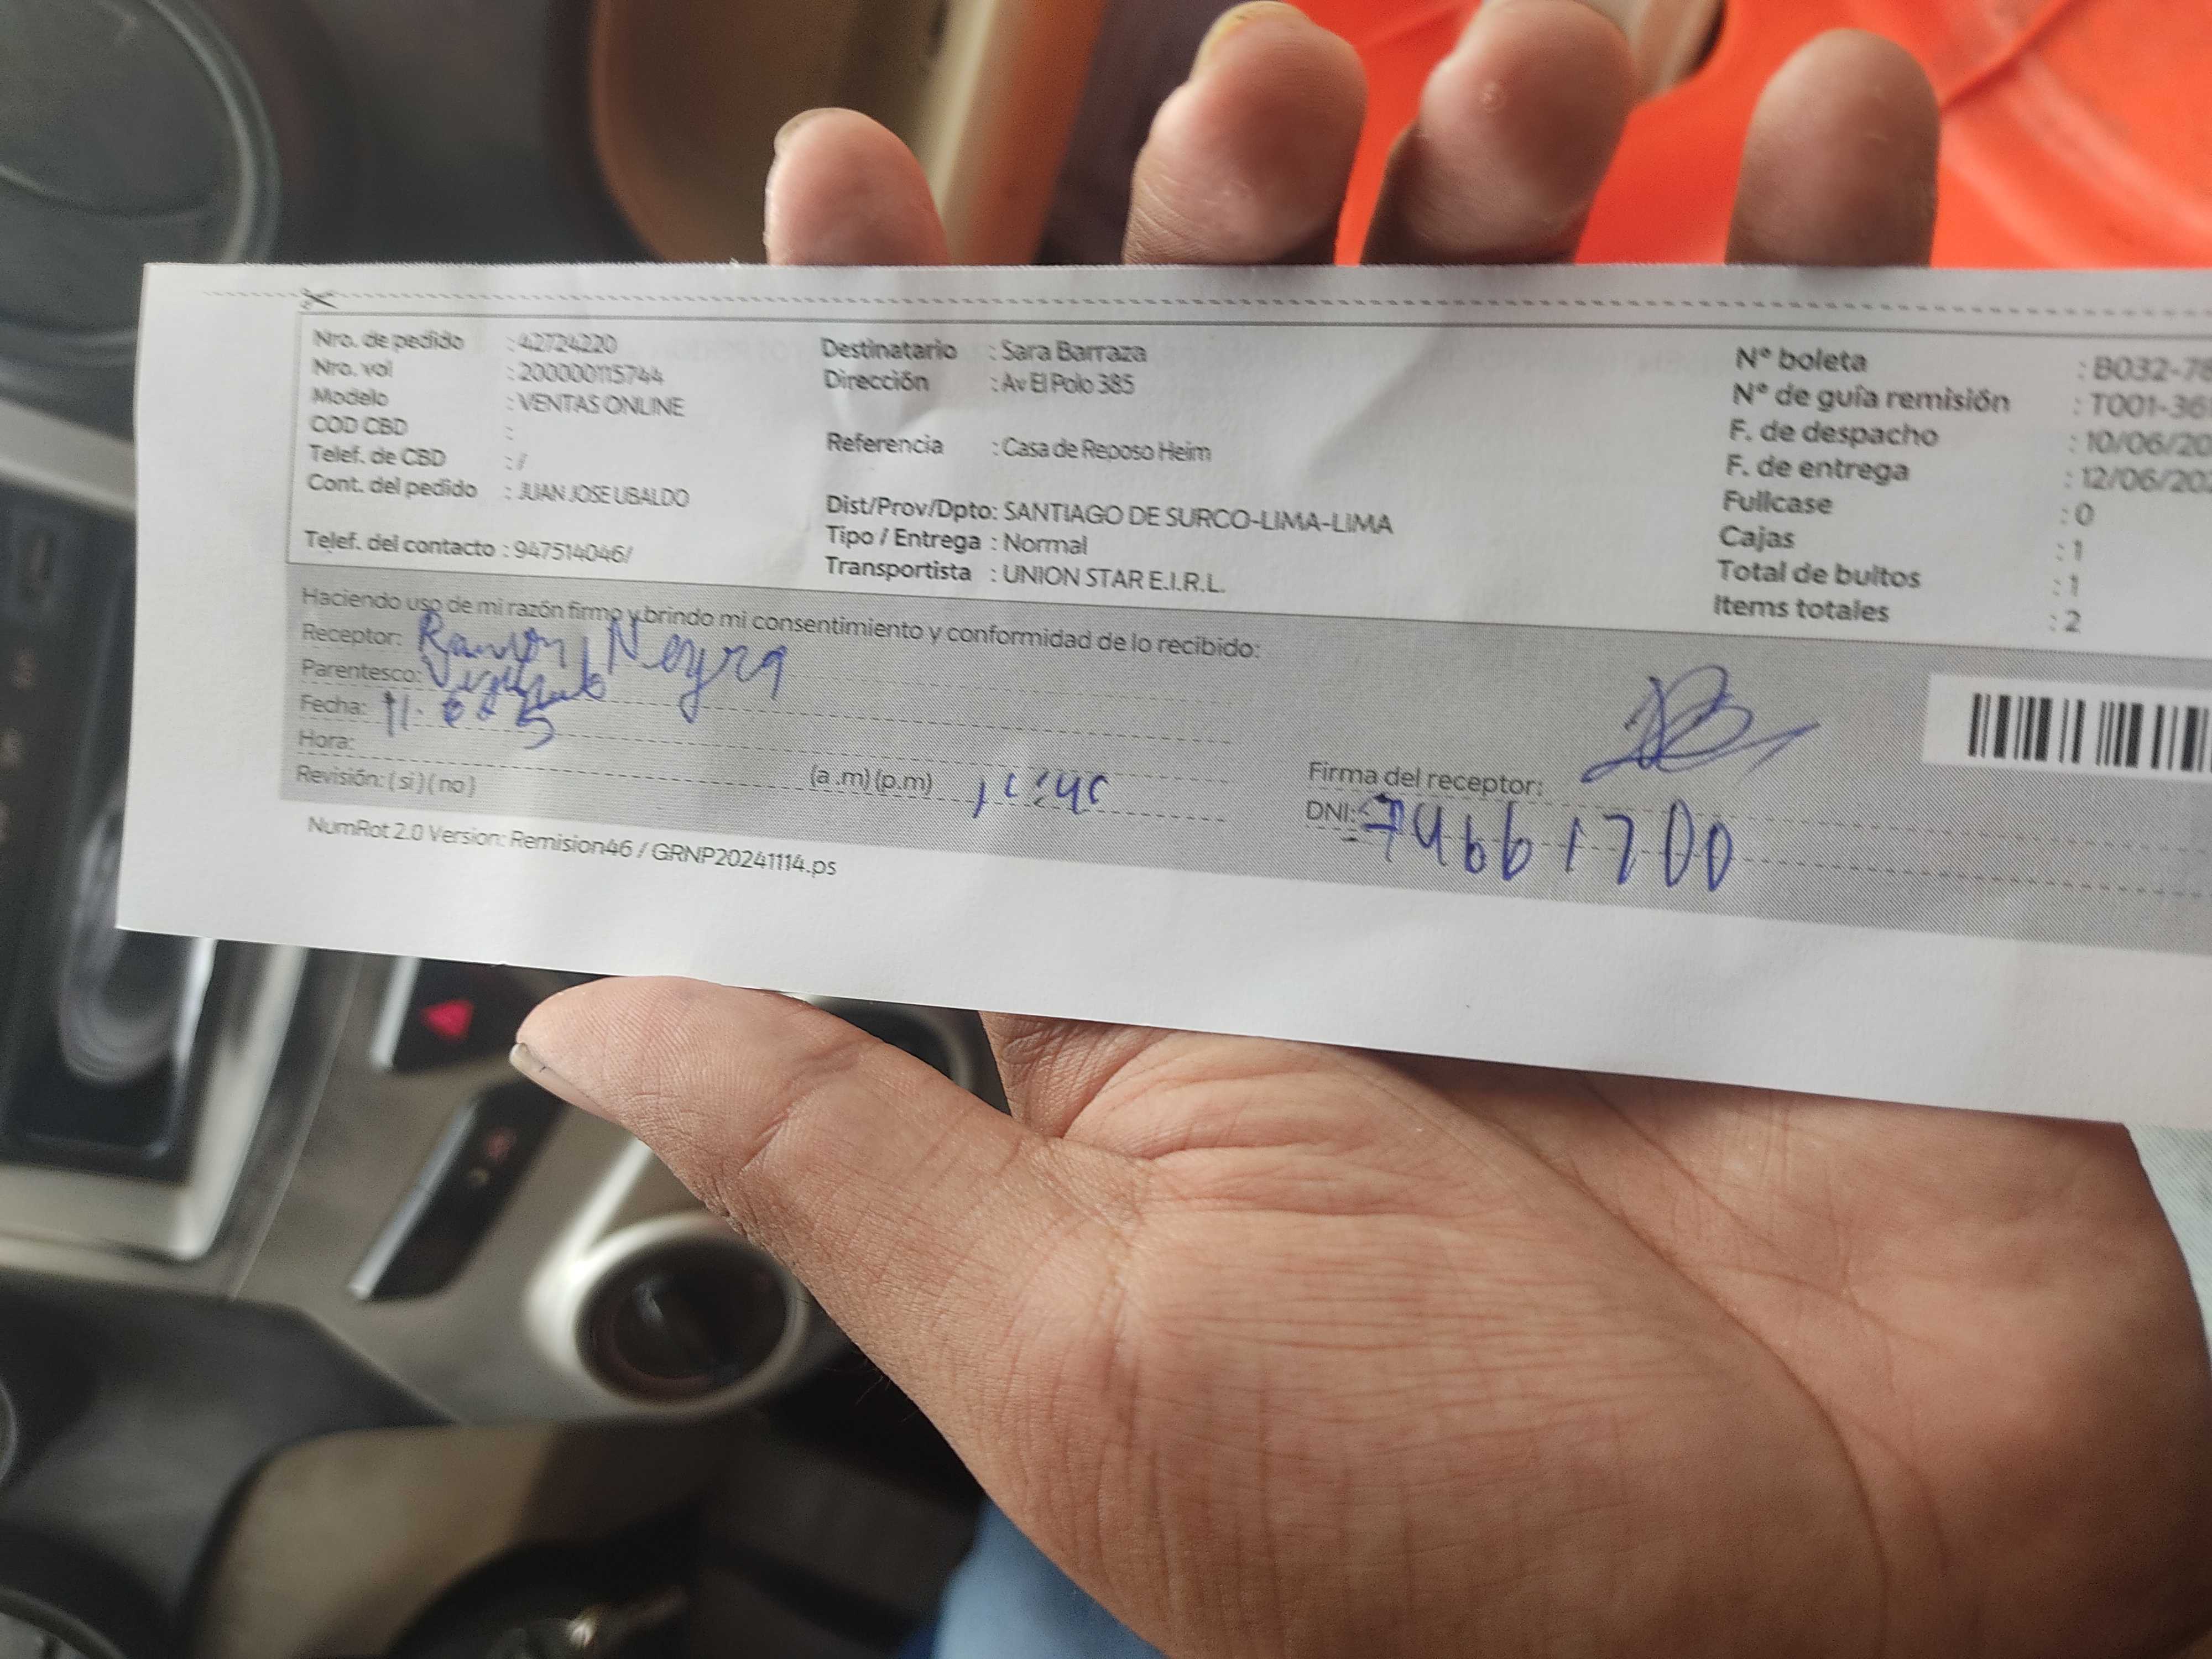 Nro. de pedido : 42724220
Nro. vol : 200000115744
Modelo : VENTAS ONLINE
COD CBD :
Telef. de CBD : /
Cont. del pedido : JUAN JOSE UBALDO
Telef. del contacto : 947514046/
Destinatario : Sara Barraza
Dirección : Av El Polo 385
Referencia : Casa de Reposo Heim
Dist/Prov/Dpto: SANTIAGO DE SURCO-LIMA-LIMA
Tipo / Entrega : Normal
Transportista : UNION STAR E.I.R.L.
Nº boleta : B032-78
Nº de guía remisión : T001-36
F. de despacho : 10/06/20
F. de entrega : 12/06/202
Fullcase : 0
Cajas : 1
Total de bultos : 1
Items totales : 2
Haciendo uso de mi razón firmo y brindo mi consentimiento y conformidad de lo recibido:
Receptor: Ramon Neyra
Parentesco:
Fecha: 11
Hora:
(a .m) (p.m)
Revisión: ( si ) ( no )
Firma del receptor:
DNI: 74661700
NumRot 2.0 Version: Remision46 / GRNP20241114.ps